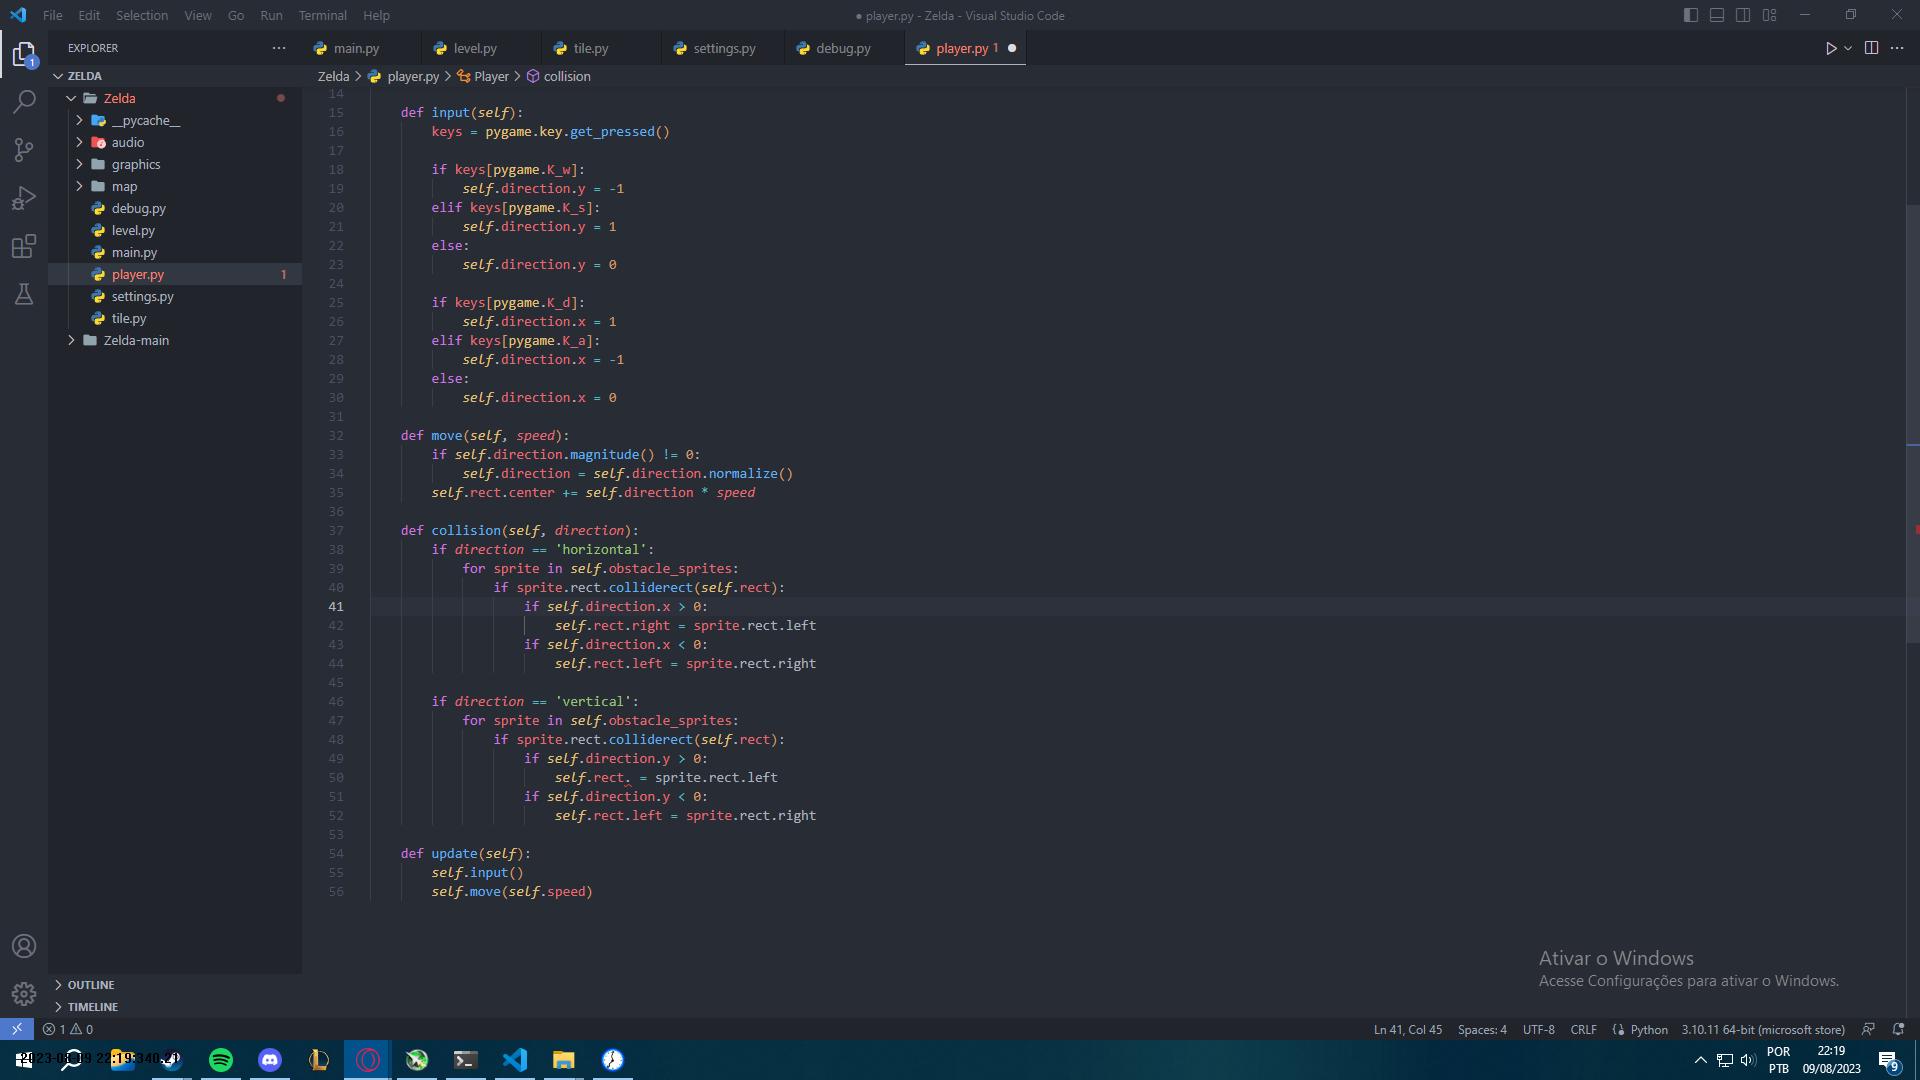 File Edit Selection View Go Run Terminal Help
● player.py - Zelda - Visual Studio Code
EXPLORER
main.py level.py tile.py settings.py debug.py player.py 1
ZELDA
Zelda > player.py > Player > collision
Zelda
__pycache__
audio
graphics
map
debug.py
level.py
main.py
player.py 1
settings.py
tile.py
Zelda-main
OUTLINE
TIMELINE
14
15 def input(self):
16 keys = pygame.key.get_pressed()
17
18 if keys[pygame.K_w]:
19 self.direction.y = -1
20 elif keys[pygame.K_s]:
21 self.direction.y = 1
22 else:
23 self.direction.y = 0
24
25 if keys[pygame.K_d]:
26 self.direction.x = 1
27 elif keys[pygame.K_a]:
28 self.direction.x = -1
29 else:
30 self.direction.x = 0
31
32 def move(self, speed):
33 if self.direction.magnitude() != 0:
34 self.direction = self.direction.normalize()
35 self.rect.center += self.direction * speed
36
37 def collision(self, direction):
38 if direction == 'horizontal':
39 for sprite in self.obstacle_sprites:
40 if sprite.rect.colliderect(self.rect):
41 if self.direction.x > 0:
42 self.rect.right = sprite.rect.left
43 if self.direction.x < 0:
44 self.rect.left = sprite.rect.right
45
46 if direction == 'vertical':
47 for sprite in self.obstacle_sprites:
48 if sprite.rect.colliderect(self.rect):
49 if self.direction.y > 0:
50 self.rect. = sprite.rect.left
51 if self.direction.y < 0:
52 self.rect.left = sprite.rect.right
53
54 def update(self):
55 self.input()
56 self.move(self.speed)
Ativar o Windows
Acesse Configurações para ativar o Windows.
1 0
Ln 41, Col 45 Spaces: 4 UTF-8 CRLF Python 3.10.11 64-bit (microsoft store)
1
POR
PTB
22:19
09/08/2023
9